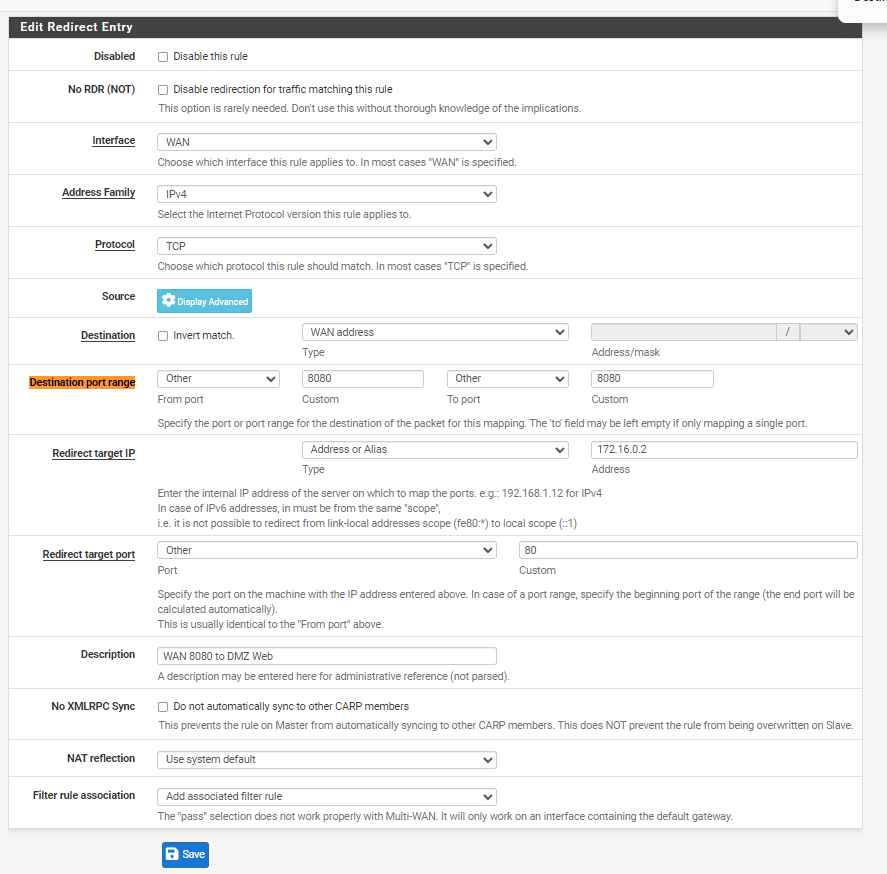 Edit Redirect Entry
Disabled
Disable this rule
No RDR (NOT)
Disable redirection for traffic matching this rule
This option is rarely needed. Don't use this without thorough knowledge of the implications.
Interface
WAN
Choose which interface this rule applies to. In most cases "WAN" is specified.
Address Family
IPv4
Select the Internet Protocol version this rule applies to.
Protocol
TCP
Choose which protocol this rule should match. In most cases "TCP" is specified.
Source
Display Advanced
Destination
Invert match.
WAN address
/
Type
Address/mask
Destination port range
Other
8080
Other
8080
From port
Custom
To port
Custom
Specify the port or port range for the destination of the packet for this mapping. The 'to' field may be left empty if only mapping a single port.
Redirect target IP
Address or Alias
172.16.0.2
Type
Address
Enter the internal IP address of the server on which to map the ports. e.g.: 192.168.1.12 for IPv4
In case of IPv6 addresses, in must be from the same "scope",
i.e. it is not possible to redirect from link-local addresses scope (fe80:*) to local scope (::1)
Redirect target port
Other
80
Port
Custom
Specify the port on the machine with the IP address entered above. In case of a port range, specify the beginning port of the range (the end port will be
calculated automatically).
This is usually identical to the "From port" above.
Description
WAN 8080 to DMZ Web
A description may be entered here for administrative reference (not parsed).
No XMLRPC Sync
Do not automatically sync to other CARP members
This prevents the rule on Master from automatically syncing to other CARP members. This does NOT prevent the rule from being overwritten on Slave.
NAT reflection
Use system default
Filter rule association
Add associated filter rule
The "pass" selection does not work properly with Multi-WAN. It will only work on an interface containing the default gateway.
Save